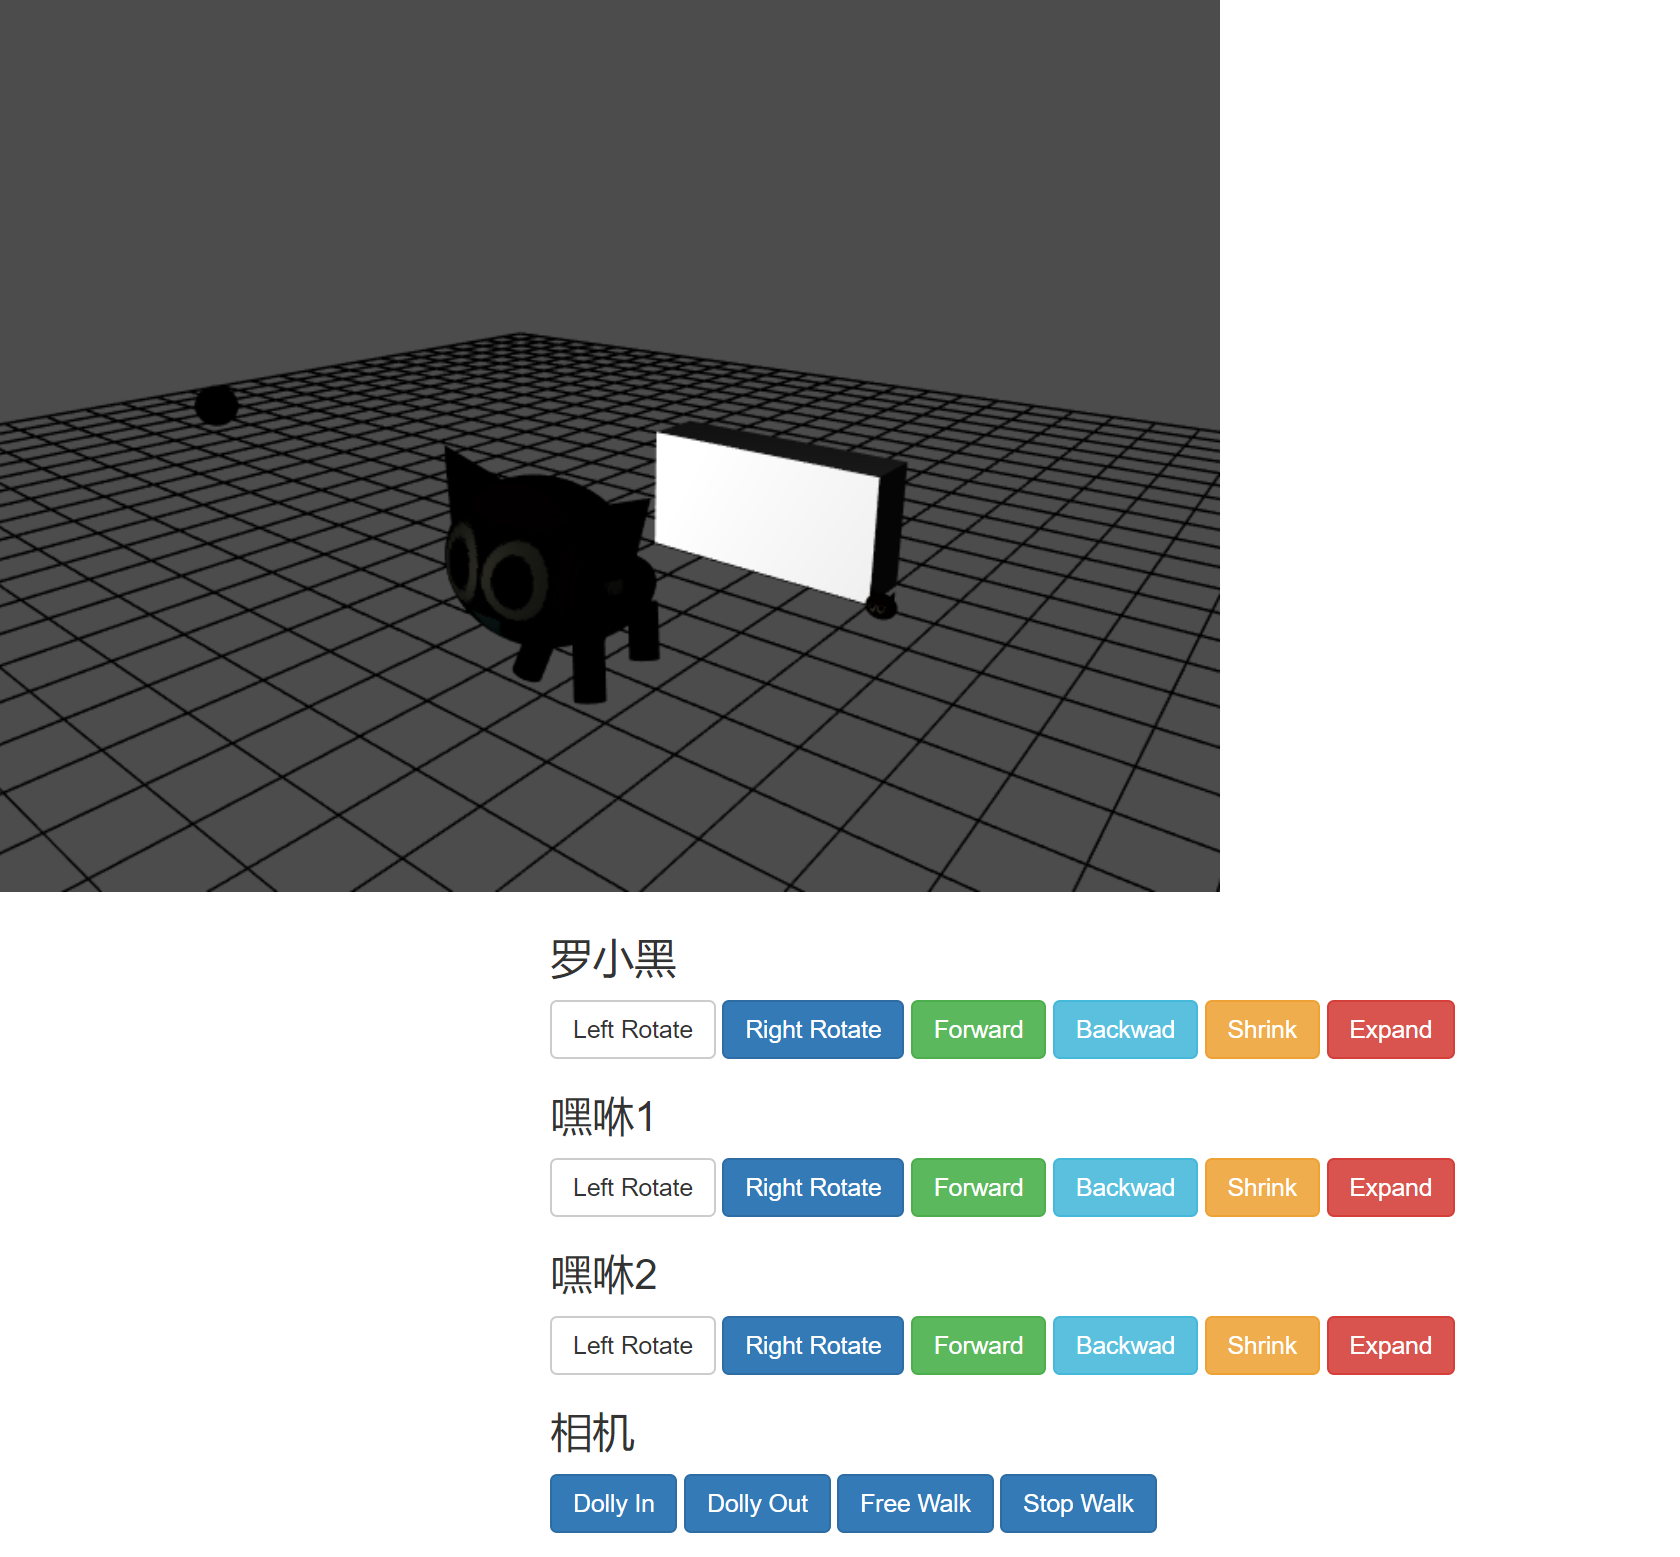 罗小黑
Left Rotate Right Rotate Forward Backwad Shrink Expand
嘿咻1
Left Rotate Right Rotate Forward Backwad Shrink Expand
嘿咻2
Left Rotate Right Rotate Forward Backwad Shrink Expand
相机
Dolly In Dolly Out Free Walk Stop Walk